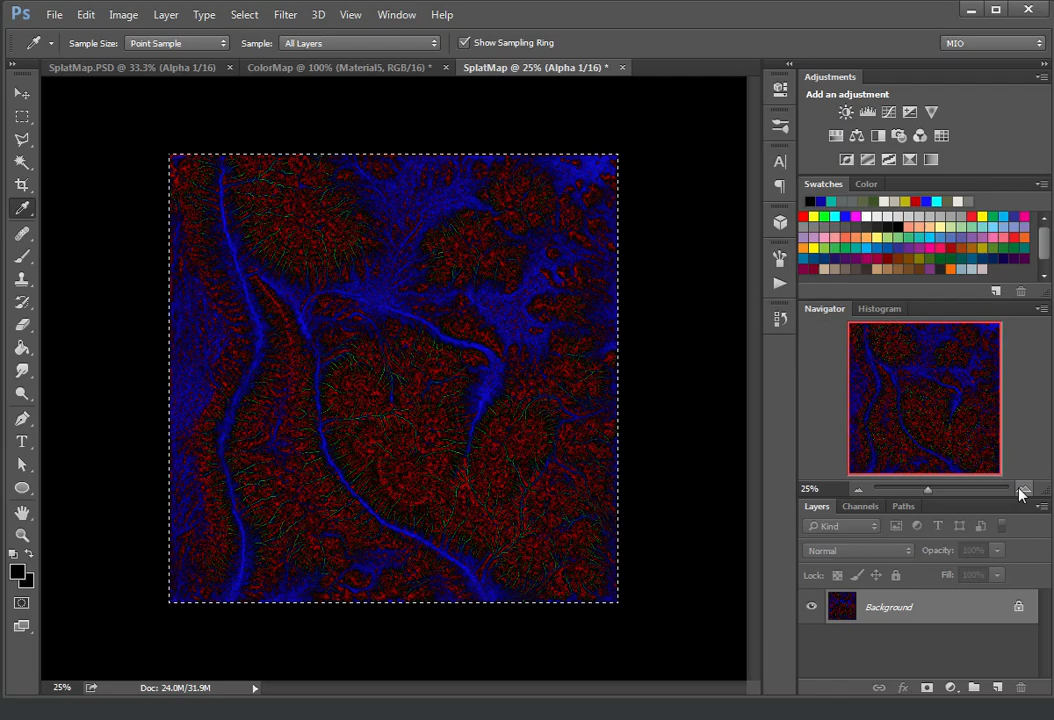 Ps File Edit Image Layer Type Select Filter 3D View Window Help
Sample Size: Point Sample Sample: All Layers Show Sampling Ring MIO
SplatMap.PSD @ 33.3% (Alpha 1/16) × ColorMap @ 100% (Material5, RGB/16) * × SplatMap @ 25% (Alpha 1/16) * ×
Adjustments
Add an adjustment
Swatches Color
Navigator Histogram
25%
Layers Channels Paths
Kind
Normal Opacity: 100%
Lock: Fill: 100%
Background
25% Doc: 24.0M/31.9M